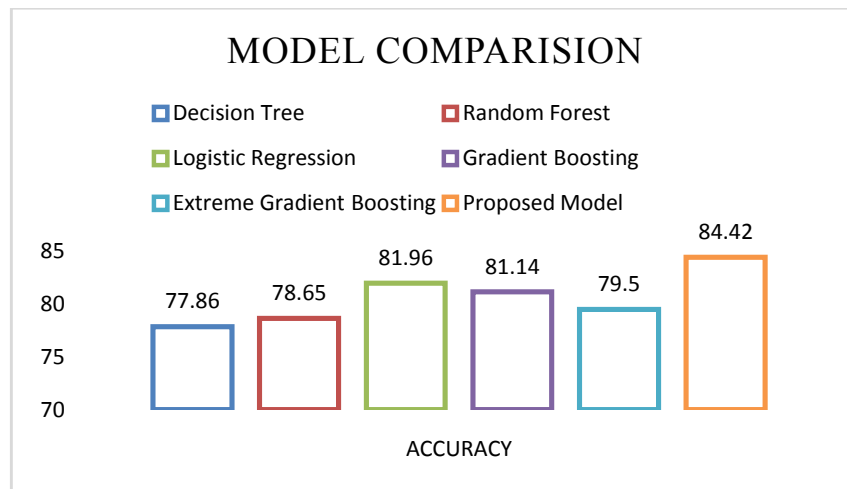 MODEL COMPARISION
Decision Tree Random Forest
Logistic Regression Gradient Boosting
Extreme Gradient Boosting Proposed Model
85
80
75
70
77.86
78.65
81.96
81.14
79.5
84.42
ACCURACY